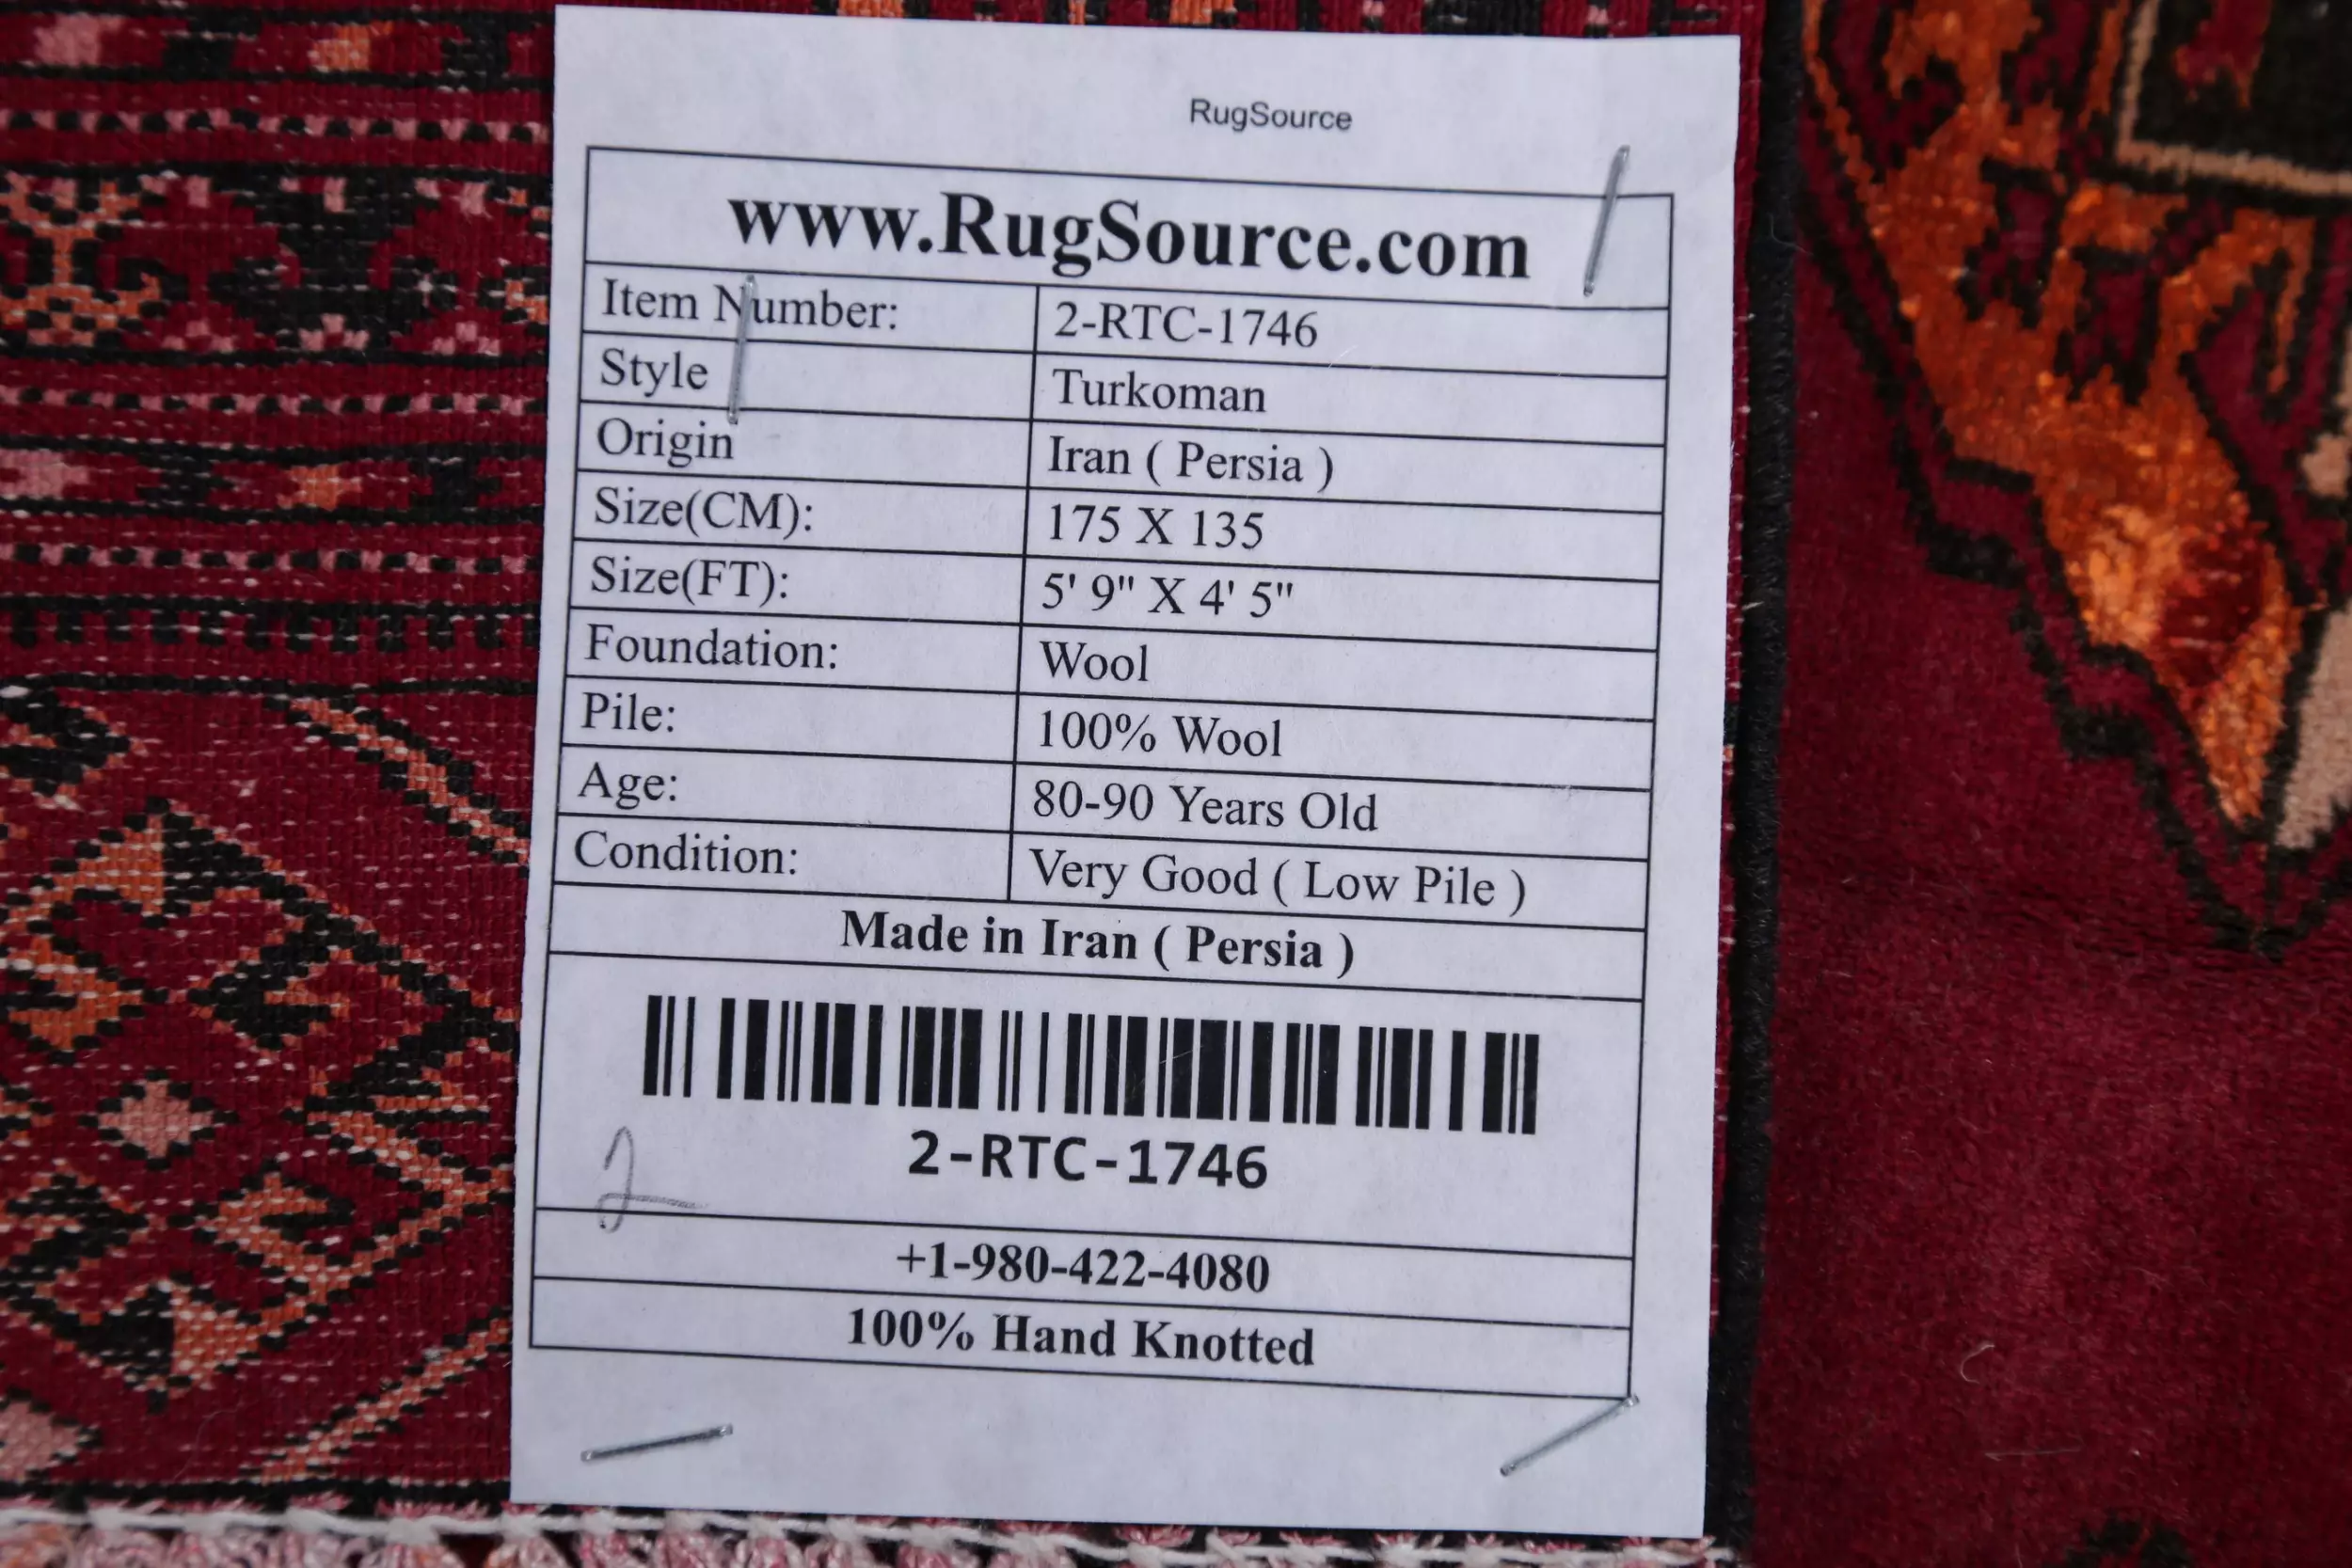 RugSource
www.RugSource.com
Item Number: 2-RTC-1746
Style Turkoman
Origin Iran ( Persia )
Size(CM): 175 X 135
Size(FT): 5' 9" X 4' 5"
Foundation: Wool
Pile: 100% Wool
Age: 80-90 Years Old
Condition: Very Good ( Low Pile )
Made in Iran ( Persia )
2-RTC-1746
2
+1-980-422-4080
100% Hand Knotted